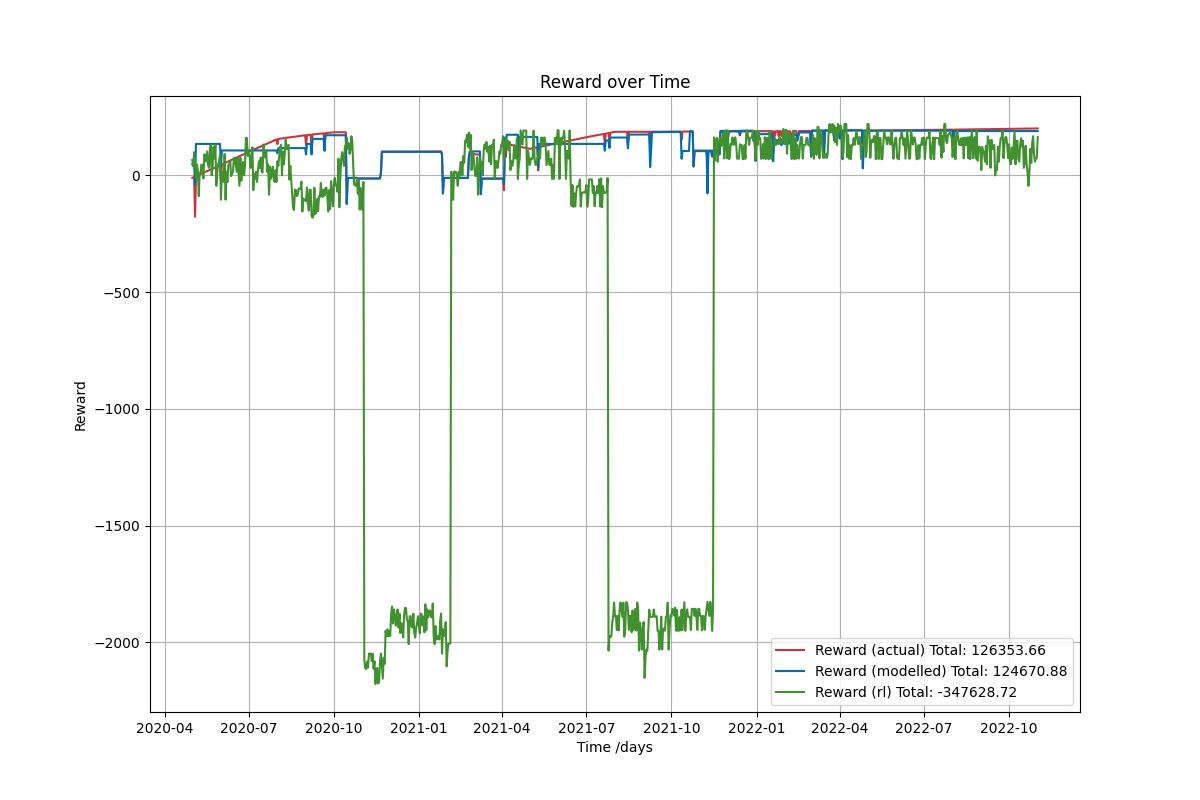 Reward over Time
0
−500
−1000
−1500
−2000
Reward
2020-04 2020-07 2020-10 2021-01 2021-04 2021-07 2021-10 2022-01 2022-04 2022-07 2022-10
Time /days
Reward (actual) Total: 126353.66
Reward (modelled) Total: 124670.88
Reward (rl) Total: -347628.72